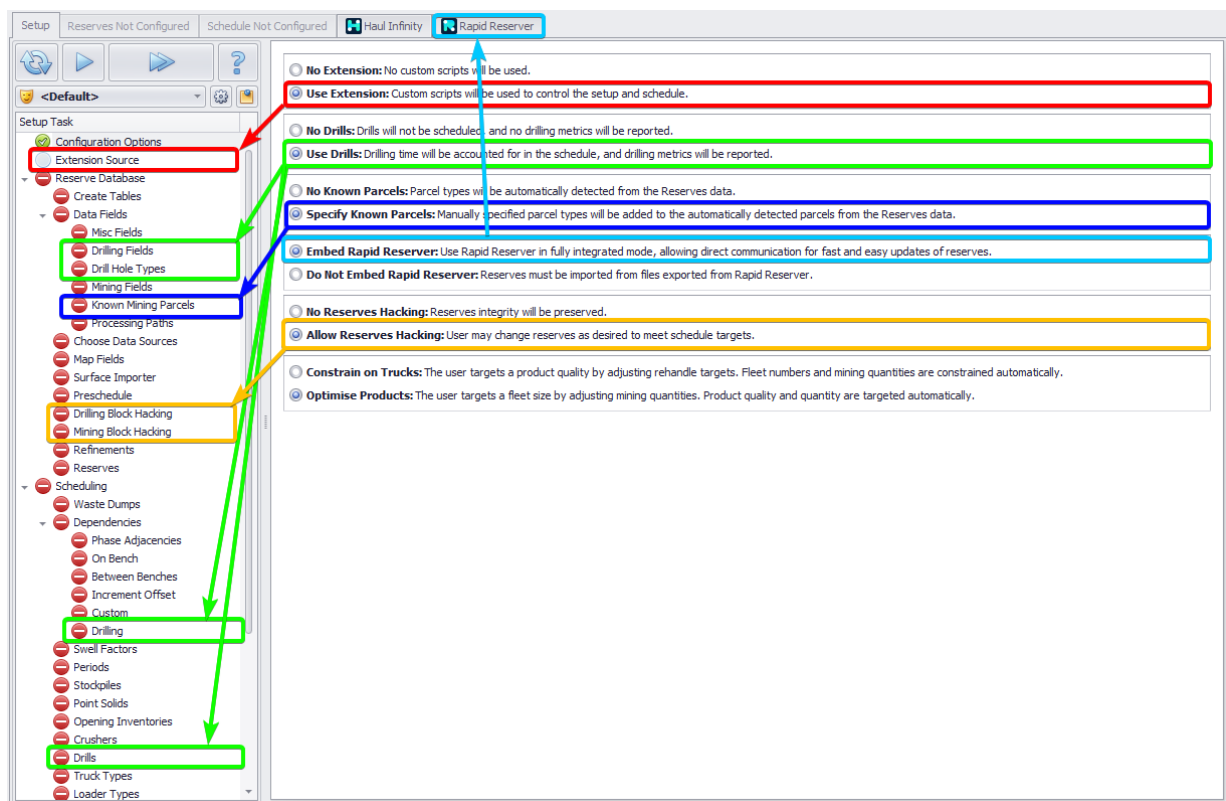 Setup
Reserves Not Configured
Schedule Not Configured
Haul Infinity
Rapid Reserver
?
<Default>
Setup Task
Configuration Options
Extension Source
Reserve Database
Create Tables
Data Fields
Misc Fields
Drilling Fields
Drill Hole Types
Mining Fields
Known Mining Parcels
Processing Paths
Choose Data Sources
Map Fields
Surface Importer
Preschedule
Drilling Block Hacking
Mining Block Hacking
Refinements
Reserves
Scheduling
Waste Dumps
Dependencies
Phase Adjacencies
On Bench
Between Benches
Increment Offset
Custom
Drilling
Swell Factors
Periods
Stockpiles
Point Solids
Opening Inventories
Crushers
Drills
Truck Types
Loader Types
No Extension: No custom scripts will be used.
Use Extension: Custom scripts will be used to control the setup and schedule.
No Drills: Drills will not be scheduled, and no drilling metrics will be reported.
Use Drills: Drilling time will be accounted for in the schedule, and drilling metrics will be reported.
No Known Parcels: Parcel types will be automatically detected from the Reserves data.
Specify Known Parcels: Manually specified parcel types will be added to the automatically detected parcels from the Reserves data.
Embed Rapid Reserver: Use Rapid Reserver in fully integrated mode, allowing direct communication for fast and easy updates of reserves.
Do Not Embed Rapid Reserver: Reserves must be imported from files exported from Rapid Reserver.
No Reserves Hacking: Reserves integrity will be preserved.
Allow Reserves Hacking: User may change reserves as desired to meet schedule targets.
Constrain on Trucks: The user targets a product quality by adjusting rehandle targets. Fleet numbers and mining quantities are constrained automatically.
Optimise Products: The user targets a fleet size by adjusting mining quantities. Product quality and quantity are targeted automatically.